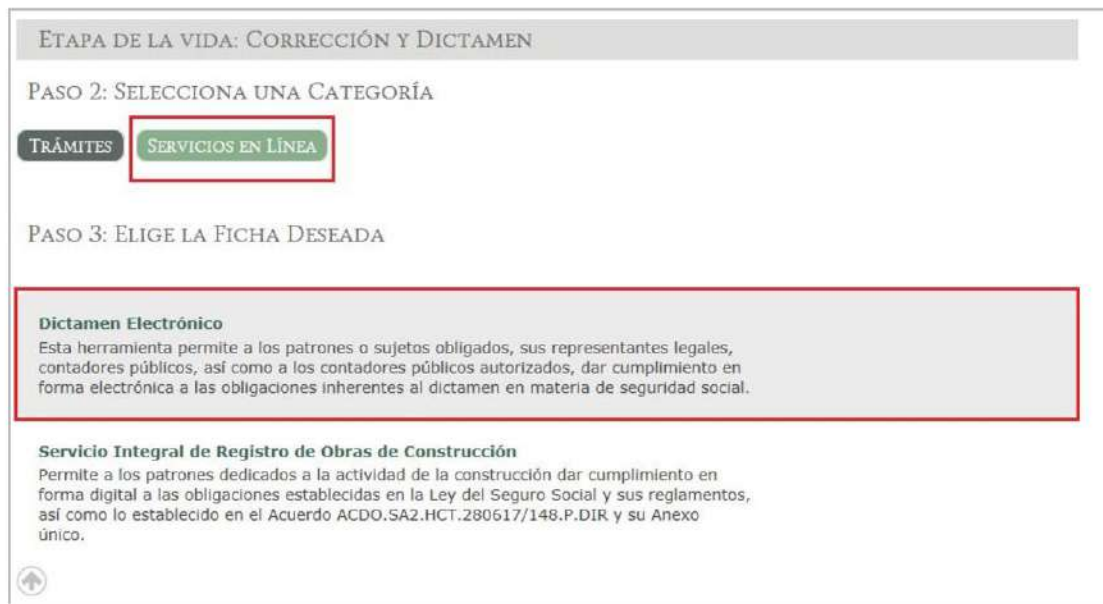 ETAPA DE LA VIDA: CORRECCIÓN Y DICTAMEN
PASO 2: SELECCIONA UNA CATEGORÍA
TRÁMITES SERVICIOS EN LÍNEA
PASO 3: ELIGE LA FICHA DESEADA
Dictamen Electrónico
Esta herramienta permite a los patrones o sujetos obligados, sus representantes legales,
contadores públicos, así como a los contadores públicos autorizados, dar cumplimiento en
forma electrónica a las obligaciones inherentes al dictamen en materia de seguridad social.
Servicio Integral de Registro de Obras de Construcción
Permite a los patrones dedicados a la actividad de la construcción dar cumplimiento en
forma digital a las obligaciones establecidas en la Ley del Seguro Social y sus reglamentos,
así como lo establecido en el Acuerdo ACDO.SA2.HCT.280617/148.P.DIR y su Anexo
único.